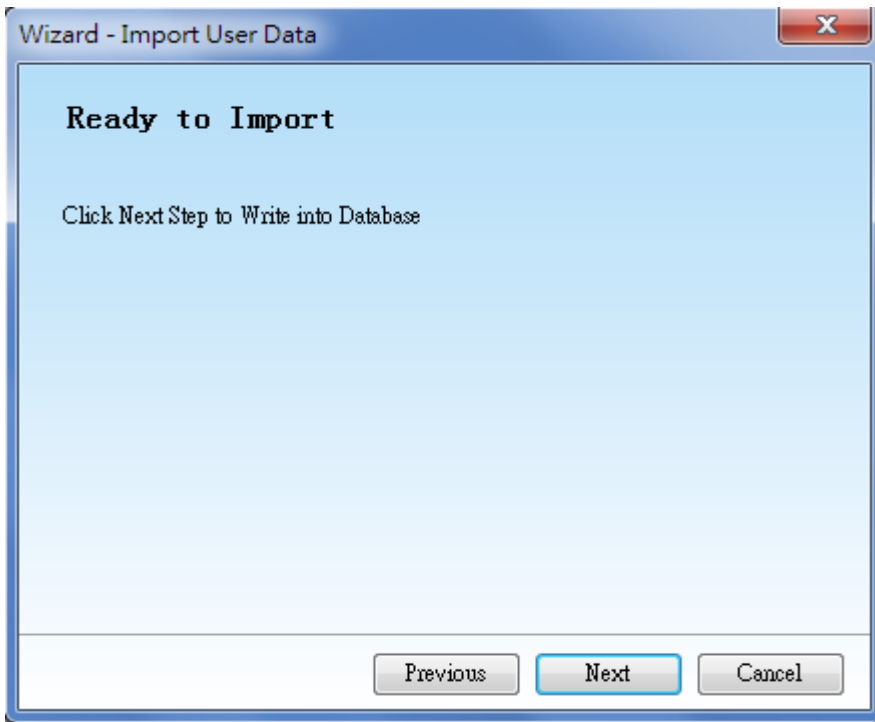 Wizard - Import User Data
Ready to Import
Click Next Step to Write into Database
Previous Next Cancel